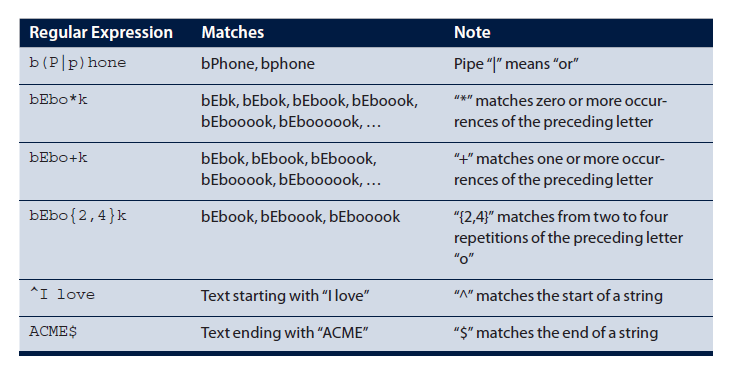 Regular Expression Matches Note
b(P|p)hone bPhone, bphone Pipe “|” means “or”
bEbo*k bEbk, bEbok, bEbook, bEboook, “*” matches zero or more occur-
bEbooook, bEboooook, … rences of the preceding letter
bEbo+k bEbok, bEbook, bEboook, “+” matches one or more occur-
bEbooook, bEboooook, … rences of the preceding letter
bEbo{2,4}k bEbook, bEboook, bEbooook “{2,4}” matches from two to four
repetitions of the preceding letter
“o”
^I love Text starting with “I love” “^” matches the start of a string
ACME$ Text ending with “ACME” “$” matches the end of a string